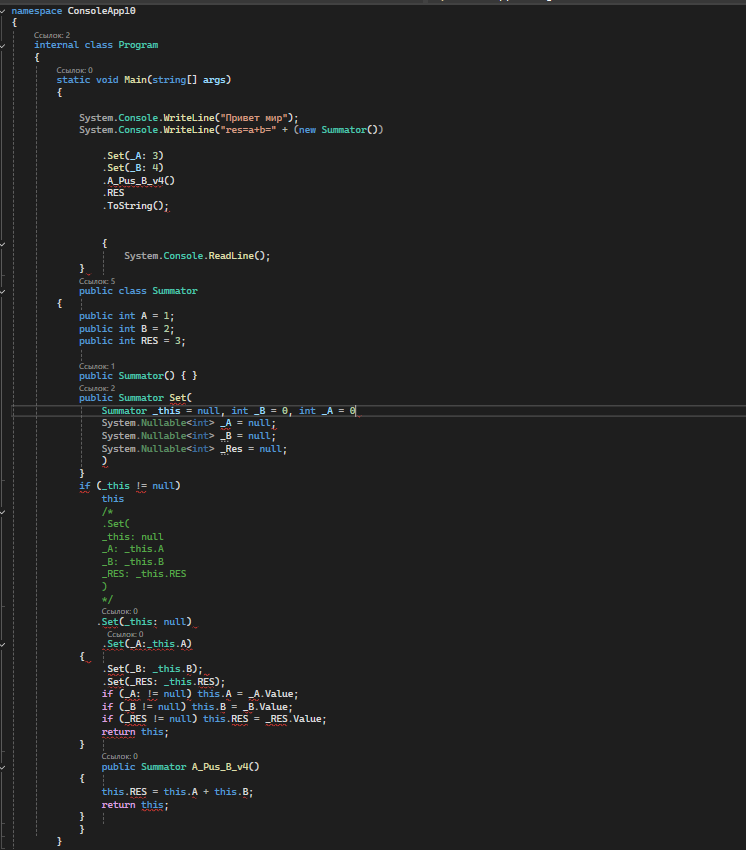 namespace ConsoleApp10
{
Ссылок: 2
internal class Program
{
Ссылок: 0
static void Main(string[] args)
{
System.Console.WriteLine("Привет мир");
System.Console.WriteLine("res=a+b=" + (new Summator())
.Set(_A: 3)
.Set(_B: 4)
.A_Pus_B_v4()
.RES
.ToString();
{
System.Console.ReadLine();
}
Ссылок: 5
public class Summator
{
public int A = 1;
public int B = 2;
public int RES = 3;
Ссылок: 1
public Summator() { }
Ссылок: 2
public Summator Set(
Summator _this = null, int _B = 0, int _A = 0
System.Nullable<int> _A = null;
System.Nullable<int> _B = null;
System.Nullable<int> _Res = null;
)
}
if (_this != null)
this
/*
.Set(
_this: null
_A: _this.A
_B: _this.B
_RES: _this.RES
)
*/
Ссылок: 0
.Set(_this: null)
Ссылок: 0
.Set(_A:_this.A)
{
.Set(_B: _this.B);
.Set(_RES: _this.RES);
if (_A: != null) this.A = _A.Value;
if (_B != null) this.B = _B.Value;
if (_RES != null) this.RES = _RES.Value;
return this;
}
Ссылок: 0
public Summator A_Pus_B_v4()
{
this.RES = this.A + this.B;
return this;
}
}
}